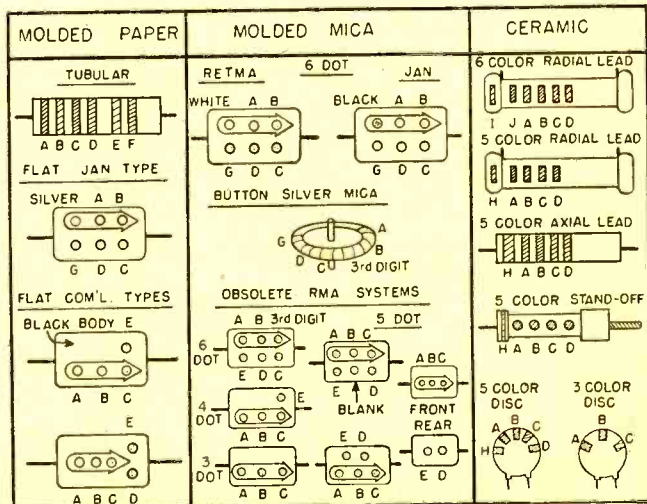 MOLDED PAPER
TUBULAR
A B C D E F
FLAT JAN TYPE
SILVER A B
G D C
FLAT COM'L. TYPES
BLACK BODY E
A B C
E
A B C D
MOLDED MICA
6 DOT
RETMA JAN
WHITE A B
G D C
BLACK A B
G D C
BUTTON SILVER MICA
A
B
G D C
3rd DIGIT
OBSOLETE RMA SYSTEMS
A B 3rd DIGIT
6 DOT
E D C
5 DOT
A B C
E D
BLANK
ABC
FRONT
REAR
E D
4 DOT
E
A B C
3 DOT
A B C
E D
A B C
CERAMIC
6 COLOR RADIAL LEAD
I J A B C D
5 COLOR RADIAL LEAD
H A B C D
5 COLOR AXIAL LEAD
H A B C D
5 COLOR STAND-OFF
H A B C D
5 COLOR DISC
H A B C D
3 COLOR DISC
A B C